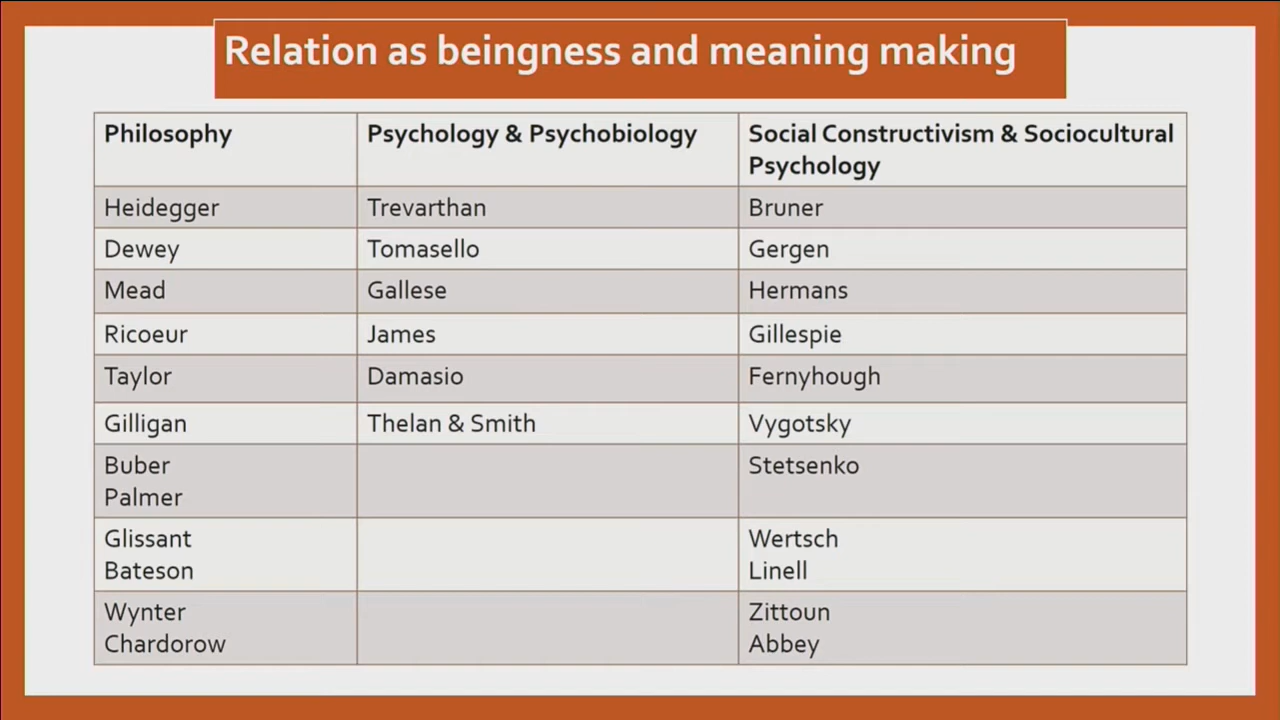 Relation as beingness and meaning making
Philosophy
Psychology & Psychobiology
Social Constructivism & Sociocultural
Psychology
Heidegger
Trevarthan
Bruner
Dewey
Tomasello
Gergen
Mead
Gallese
Hermans
Ricoeur
James
Gillespie
Taylor
Damasio
Fernyhough
Gilligan
Thelan & Smith
Vygotsky
Buber
Palmer
Stetsenko
Glissant
Bateson
Wertsch
Linell
Wynter
Chardorow
Zittoun
Abbey